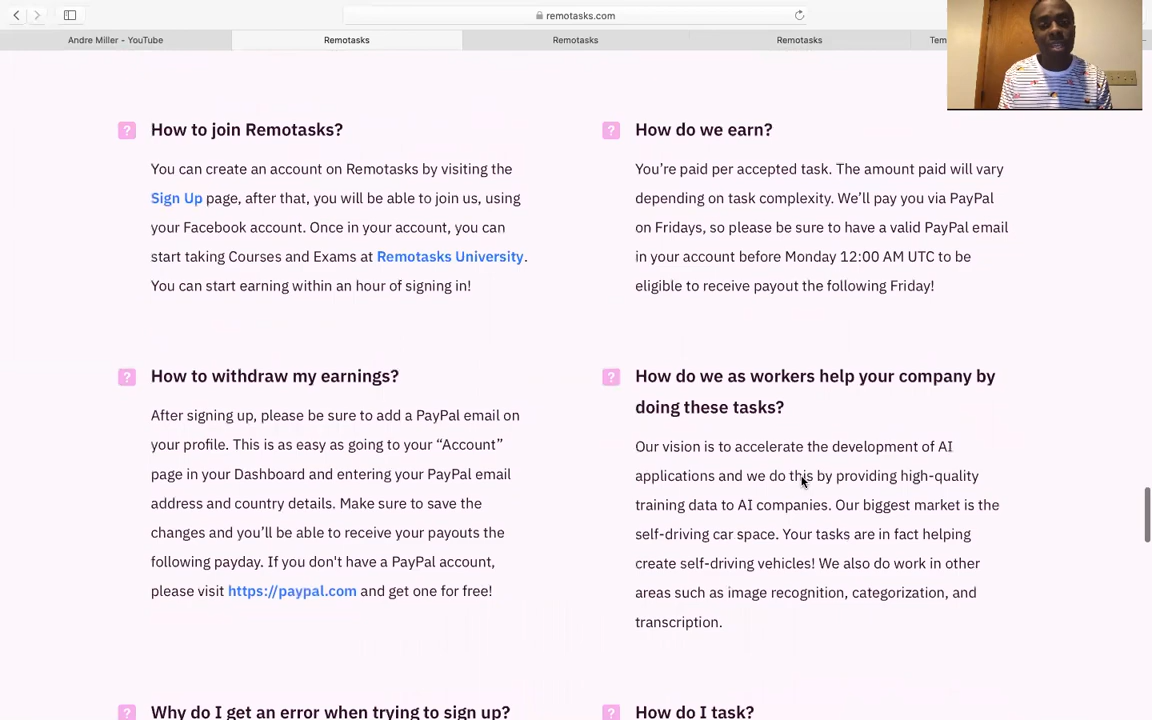 remotasks.com
Andre Miller - YouTube
Remotasks
Remotasks
Remotasks
Tem
? How to join Remotasks?
You can create an account on Remotasks by visiting the
Sign Up page, after that, you will be able to join us, using
your Facebook account. Once in your account, you can
start taking Courses and Exams at Remotasks University.
You can start earning within an hour of signing in!
? How do we earn?
You’re paid per accepted task. The amount paid will vary
depending on task complexity. We’ll pay you via PayPal
on Fridays, so please be sure to have a valid PayPal email
in your account before Monday 12:00 AM UTC to be
eligible to receive payout the following Friday!
? How to withdraw my earnings?
After signing up, please be sure to add a PayPal email on
your profile. This is as easy as going to your “Account”
page in your Dashboard and entering your PayPal email
address and country details. Make sure to save the
changes and you’ll be able to receive your payouts the
following payday. If you don't have a PayPal account,
please visit https://paypal.com and get one for free!
? How do we as workers help your company by
doing these tasks?
Our vision is to accelerate the development of AI
applications and we do this by providing high-quality
training data to AI companies. Our biggest market is the
self-driving car space. Your tasks are in fact helping
create self-driving vehicles! We also do work in other
areas such as image recognition, categorization, and
transcription.
? Why do I get an error when trying to sign up?
? How do I task?